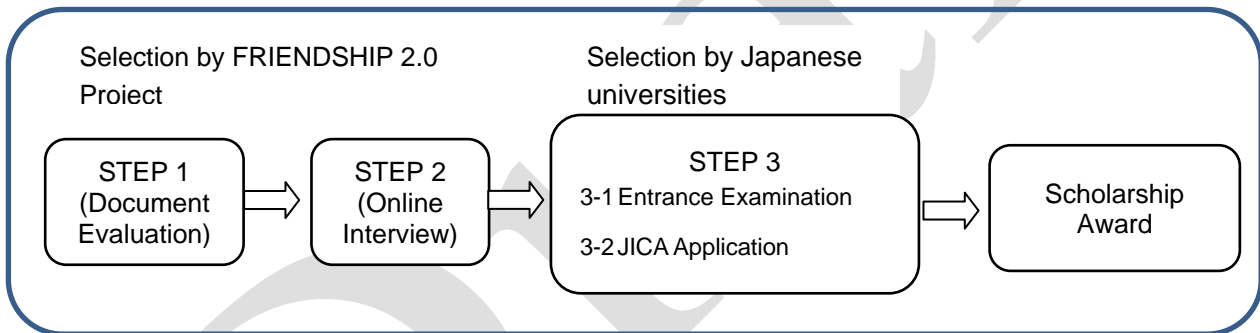 Selection by FRIENDSHIP 2.0
Project
Selection by Japanese
universities
STEP 1
(Document
Evaluation)
STEP 2
(Online
Interview)
STEP 3
3-1 Entrance Examination
3-2 JICA Application
Scholarship
Award